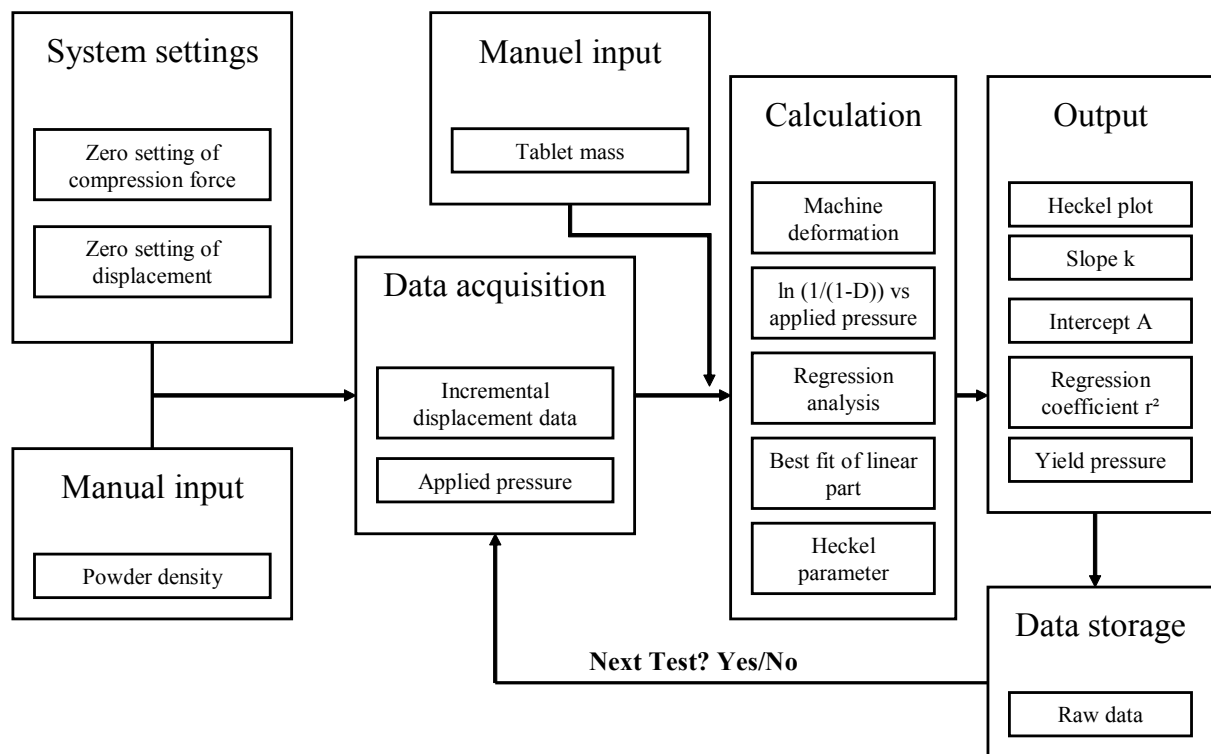 System settings
Zero setting of
compression force
Zero setting of
displacement
Manual input
Powder density
Manuel input
Tablet mass
Data acquisition
Incremental
displacement data
Applied pressure
Calculation
Machine
deformation
ln (1/(1-D)) vs
applied pressure
Regression
analysis
Best fit of linear
part
Heckel
parameter
Output
Heckel plot
Slope k
Intercept A
Regression
coefficient r²
Yield pressure
Data storage
Raw data
Next Test? Yes/No